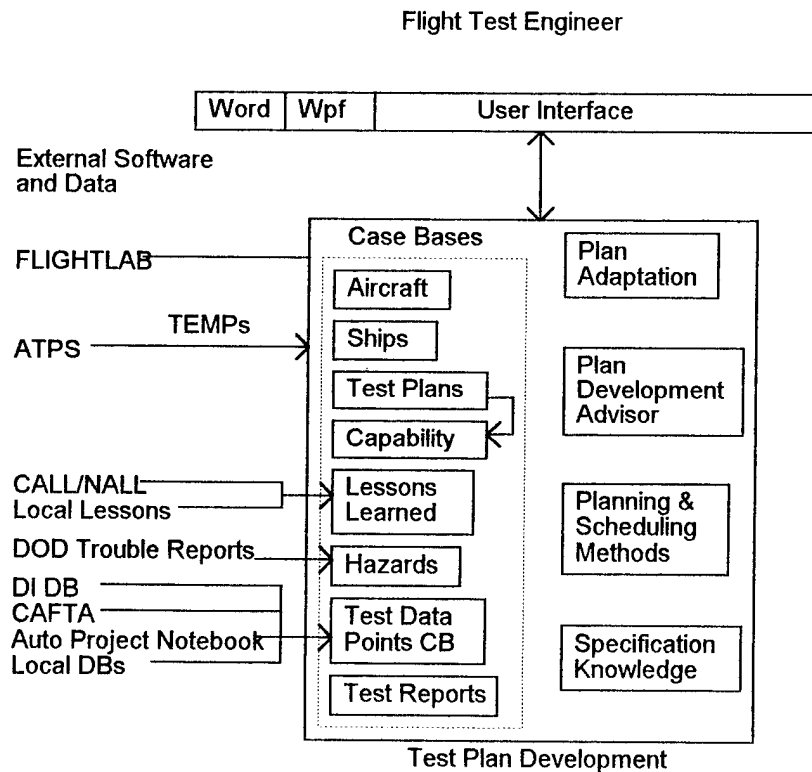 Flight Test Engineer
Word
Wpf
User Interface
External Software
and Data
FLIGHTLAB
TEMPs
ATPS
CALL/NALL
Local Lessons
DOD Trouble Reports
DI DB
CAFTA
Auto Project Notebook
Local DBs
Case Bases
Aircraft
Ships
Test Plans
Capability
Lessons
Learned
Hazards
Test Data
Points CB
Test Reports
Plan
Adaptation
Plan
Development
Advisor
Planning &
Scheduling
Methods
Specification
Knowledge
Test Plan Development